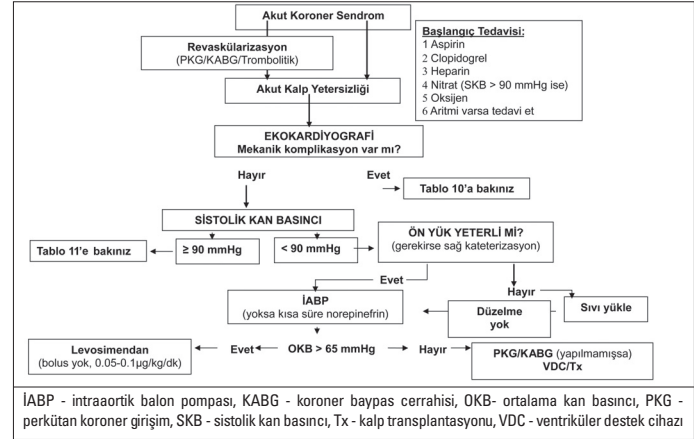 Akut Koroner Sendrom
Revaskülarizasyon
(PKG/KABG/Trombolitik)
Akut Kalp Yetersizliği
Başlangıç Tedavisi:
1 Aspirin
2 Clopidogrel
3 Heparin
4 Nitrat (SKB > 90 mmHg ise)
5 Oksijen
6 Aritmi varsa tedavi et
EKOKARDİYOGRAFİ
Mekanik komplikasyon var mı?
Hayır
Evet
Tablo 10'a bakınız
SİSTOLİK KAN BASINCI
Tablo 11'e bakınız
≥ 90 mmHg
< 90 mmHg
ÖN YÜK YETERLİ Mİ?
(gerekirse sağ kateterizasyon)
Evet
Hayır
İABP
(yoksa kısa süre norepinefrin)
Düzelme
yok
Sıvı yükle
Levosimendan
(bolus yok, 0.05-0.1µg/kg/dk)
Evet
OKB > 65 mmHg
Hayır
PKG/KABG (yapılmamışsa)
VDC/Tx
İABP - intraaortik balon pompası, KABG - koroner baypas cerrahisi, OKB- ortalama kan basıncı, PKG -
perkütan koroner girişim, SKB - sistolik kan basıncı, Tx - kalp transplantasyonu, VDC - ventriküler destek cihazı